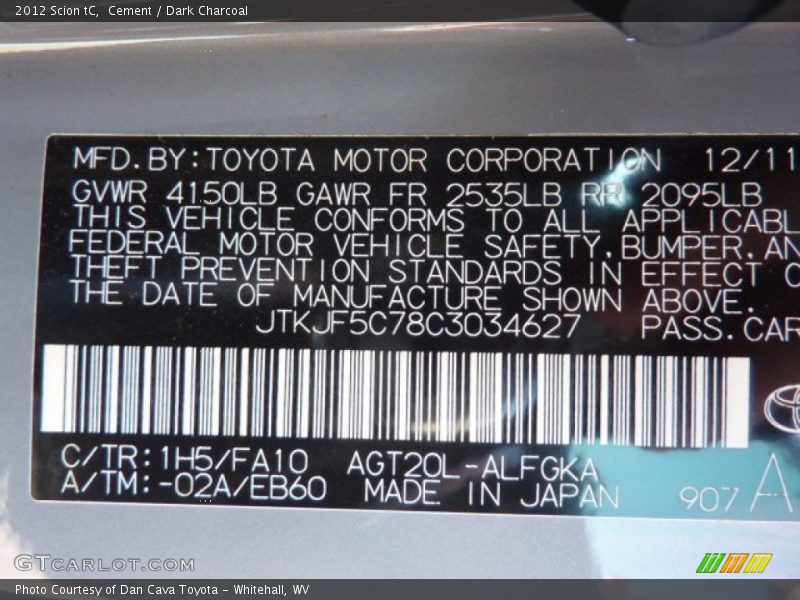 2012 Scion tC,  Cement / Dark Charcoal
MFD. BY: TOYOTA MOTOR CORPORATION 12/11
GVWR 4150LB GAWR FR 2535LB RR 2095LB
THIS VEHICLE CONFORMS TO ALL APPLICABL
FEDERAL MOTOR VEHICLE SAFETY, BUMPER, AN
THEFT PREVENTION STANDARDS IN EFFECT O
THE DATE OF MANUFACTURE SHOWN ABOVE.
JTKJF5C78C3034627 PASS. CAR
C/TR: 1H5/FA10 AGT20L-ALFGKA
A/TM: -02A/EB60 MADE IN JAPAN 907 A
GTCARLOT.COM
Photo Courtesy of Dan Cava Toyota – Whitehall, WV